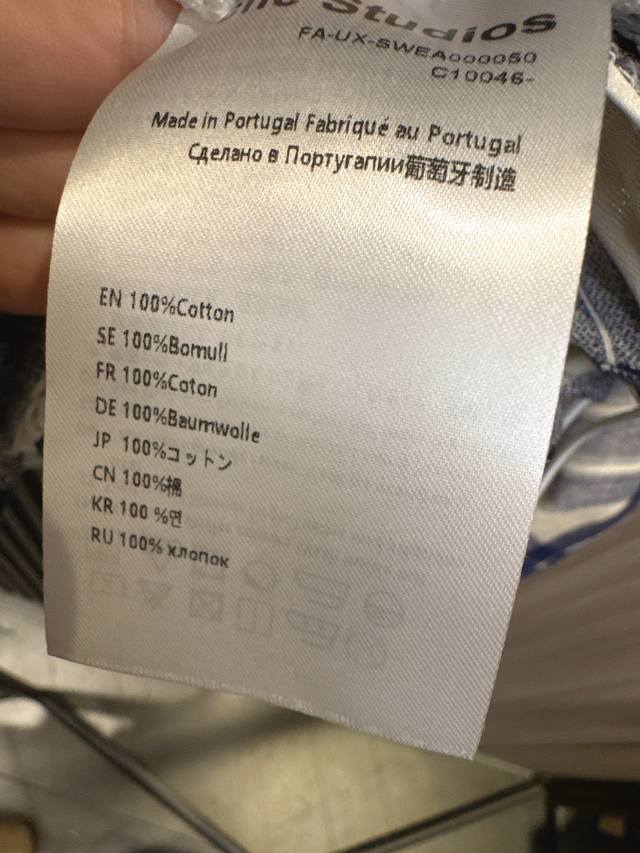 Studios
FA-UX-SWEA000050
C10046-
Made in Portugal Fabriqué au Portugal
Сделано в Португалии葡萄牙制造
EN 100%Cotton
SE 100%Bomull
FR 100%Coton
DE 100%Baumwolle
JP 100%コットン
CN 100%棉
KR 100 %면
RU 100% хлопок